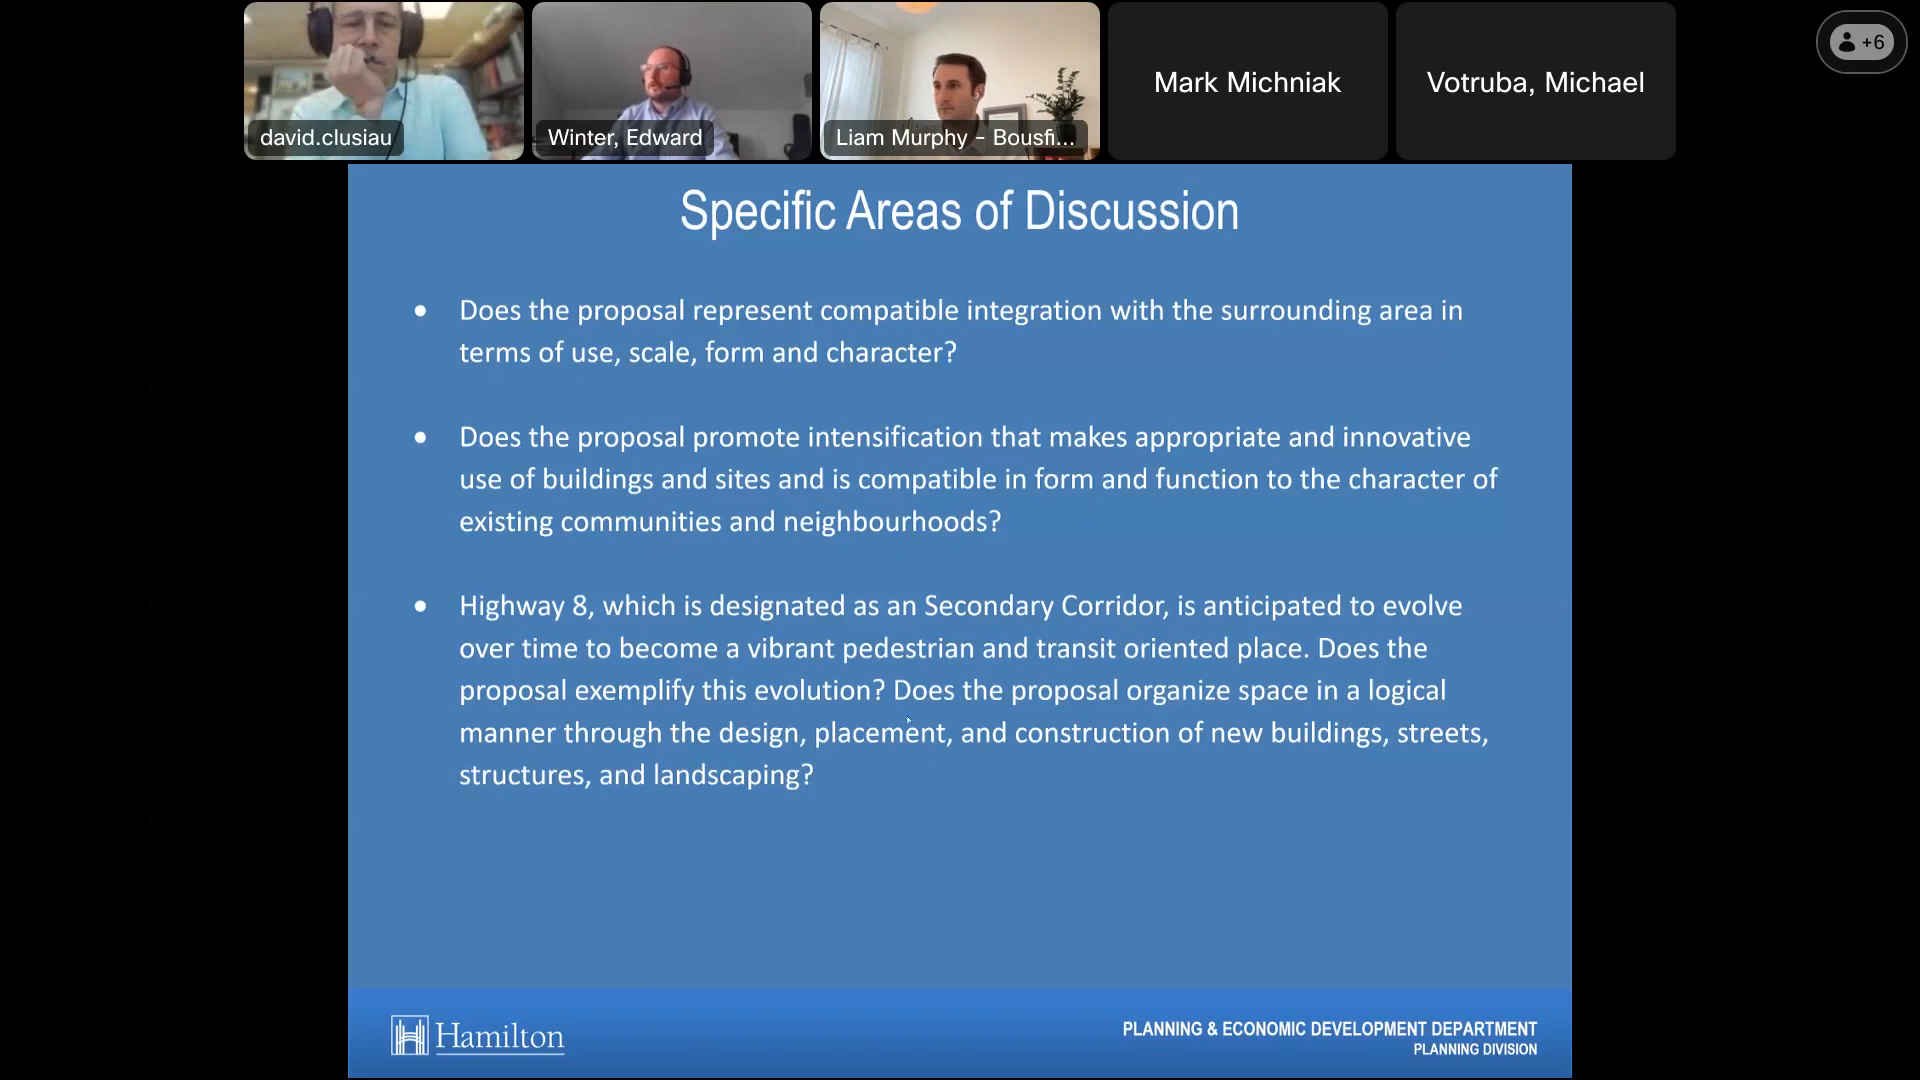 david.clusiau
Winter, Edward
Liam Murphy - Bousfi...
Mark Michniak
Votruba, Michael
+6
Specific Areas of Discussion
• Does the proposal represent compatible integration with the surrounding area in
terms of use, scale, form and character?
• Does the proposal promote intensification that makes appropriate and innovative
use of buildings and sites and is compatible in form and function to the character of
existing communities and neighbourhoods?
• Highway 8, which is designated as an Secondary Corridor, is anticipated to evolve
over time to become a vibrant pedestrian and transit oriented place. Does the
proposal exemplify this evolution? Does the proposal organize space in a logical
manner through the design, placement, and construction of new buildings, streets,
structures, and landscaping?
Hamilton
PLANNING & ECONOMIC DEVELOPMENT DEPARTMENT
PLANNING DIVISION